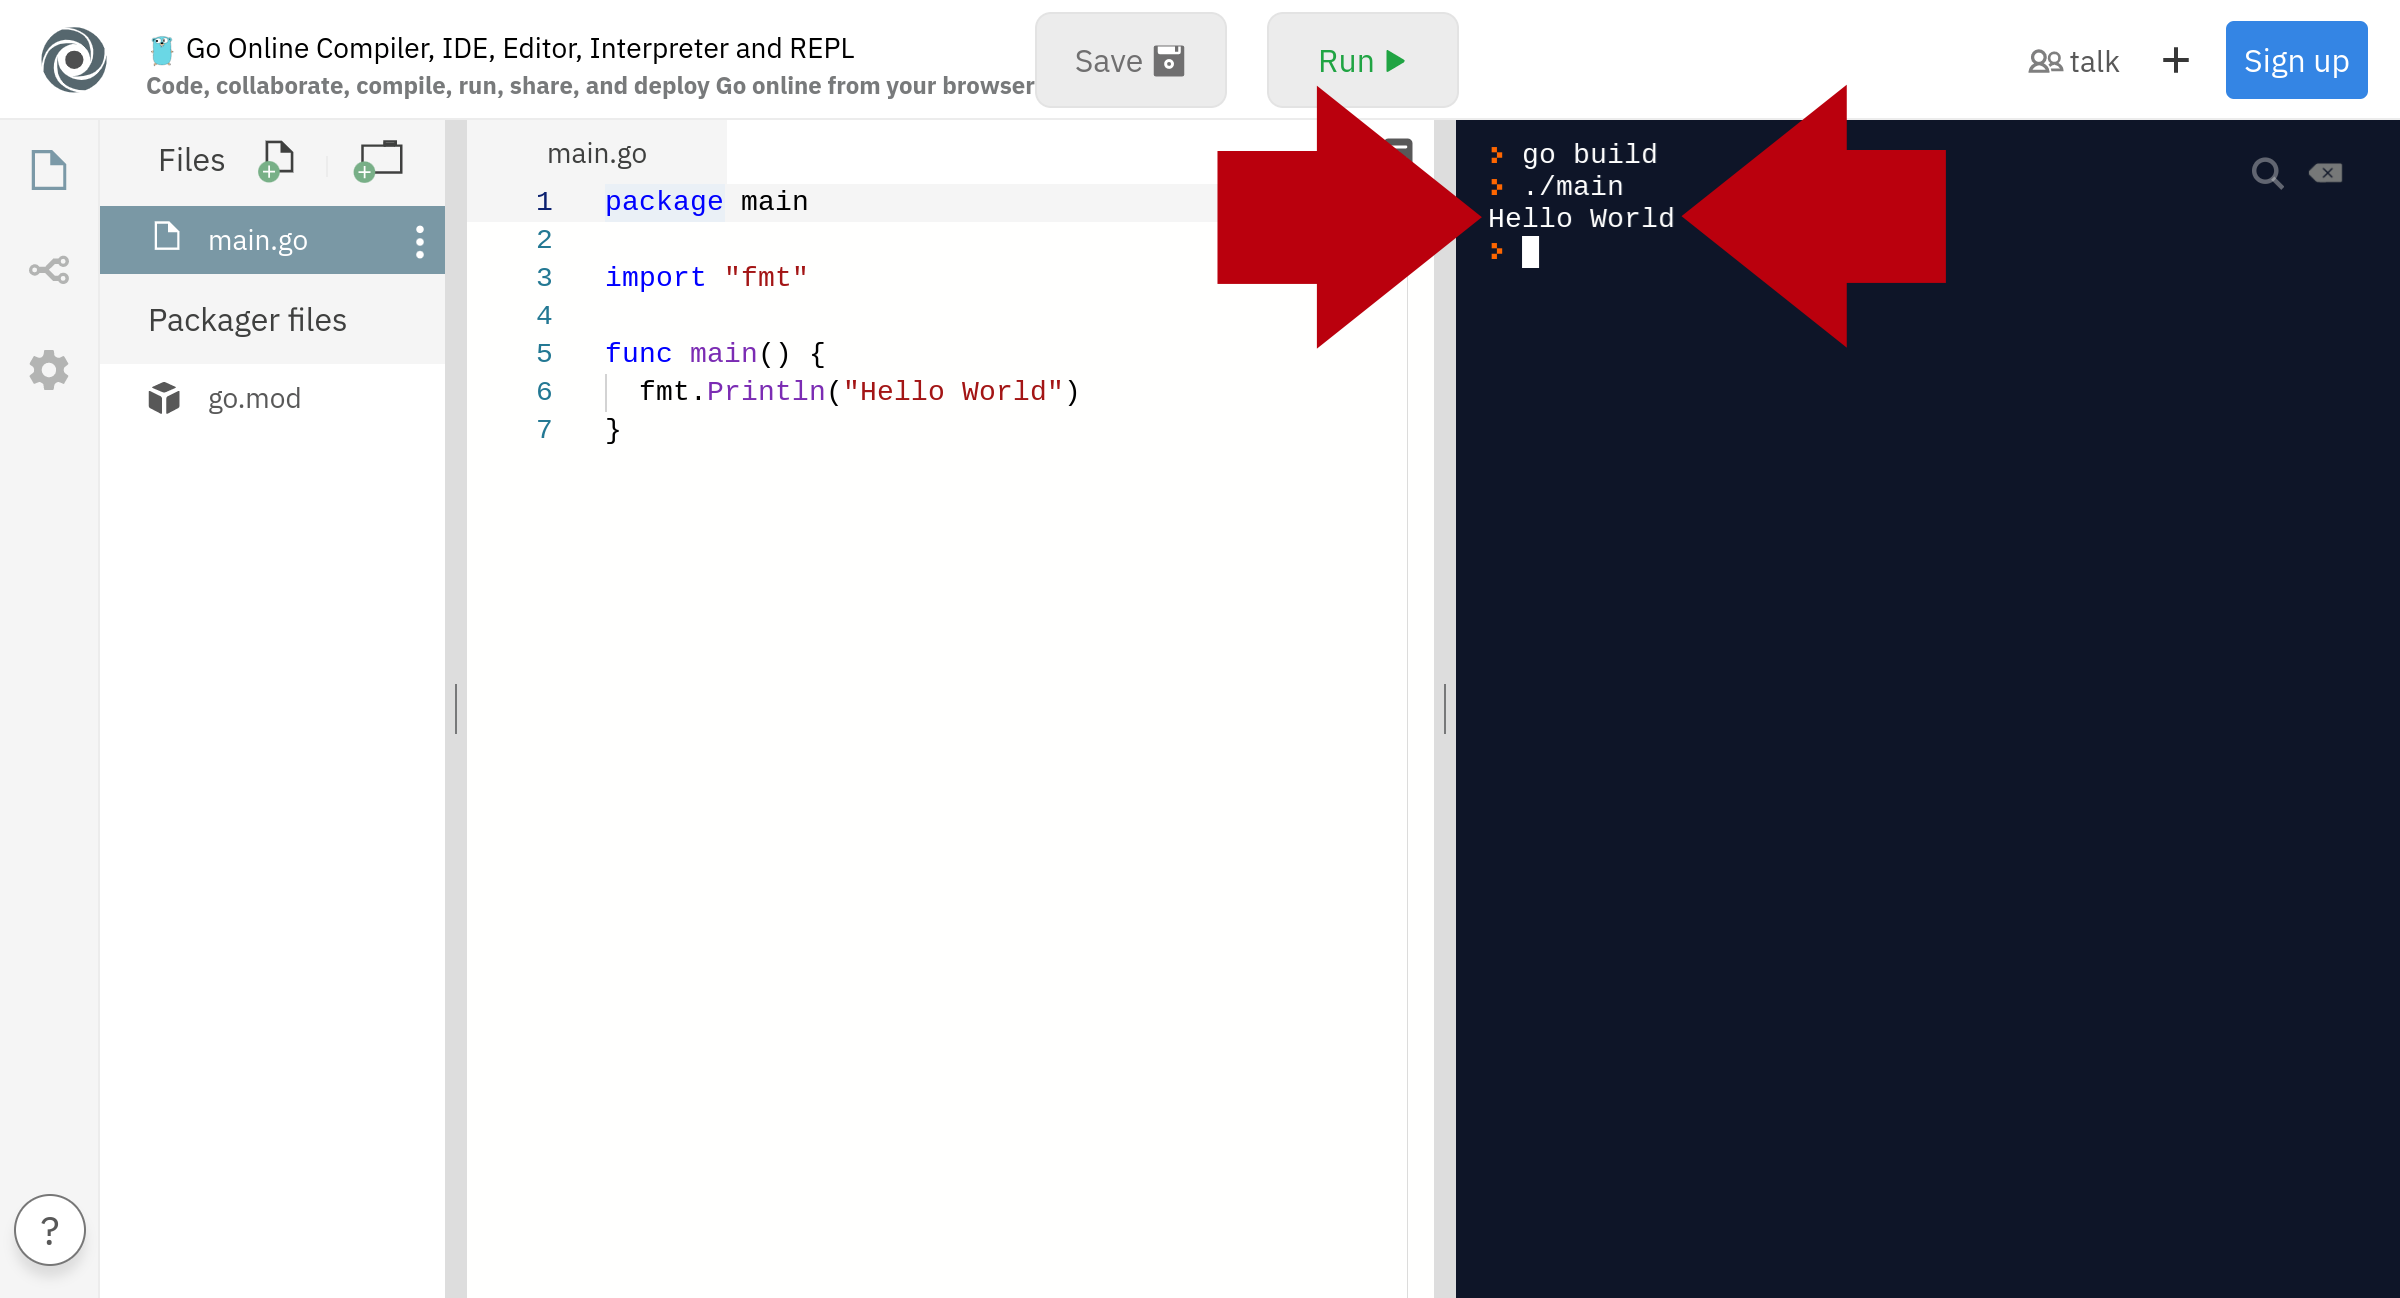 Go Online Compiler, IDE, Editor, Interpreter and REPL
Code, collaborate, compile, run, share, and deploy Go online from your browser
Save
Run
talk
+
Sign up
Files
main.go
Packager files
go.mod
main.go
1 package main
2
3 import "fmt"
4
5 func main() {
6 fmt.Println("Hello World")
7 }
go build
./main
Hello World
?